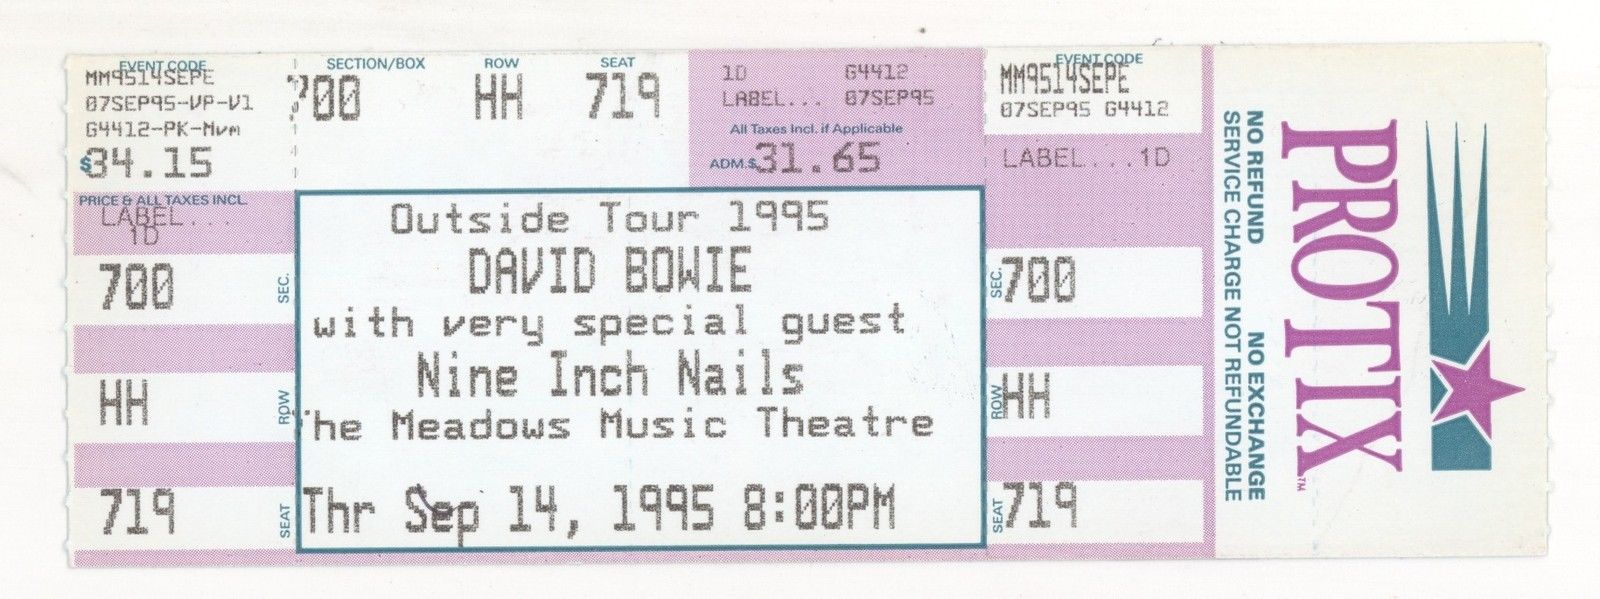 EVENT CODE
MM9514SEPE
07SEP95-VP-V1
G4412-PK-Mvm
$34.15
PRICE & ALL TAXES INCL.
LABEL...
1D
700
SEC.
HH
ROW
719
SEAT
SECTION/BOX ROW SEAT
700 HH 719
1D G4412
LABEL... 07SEP95
All Taxes Incl. if Applicable
ADM.$31.65
Outside Tour 1995
DAVID BOWIE
with very special guest
Nine Inch Nails
The Meadows Music Theatre
Thr Sep 14, 1995 8:00PM
EVENT CODE
MM9514SEPE
07SEP95 G4412
LABEL...1D
SEC.
700
ROW
HH
SEAT
719
NO REFUND NO EXCHANGE
SERVICE CHARGE NOT REFUNDABLE
PROTIX™